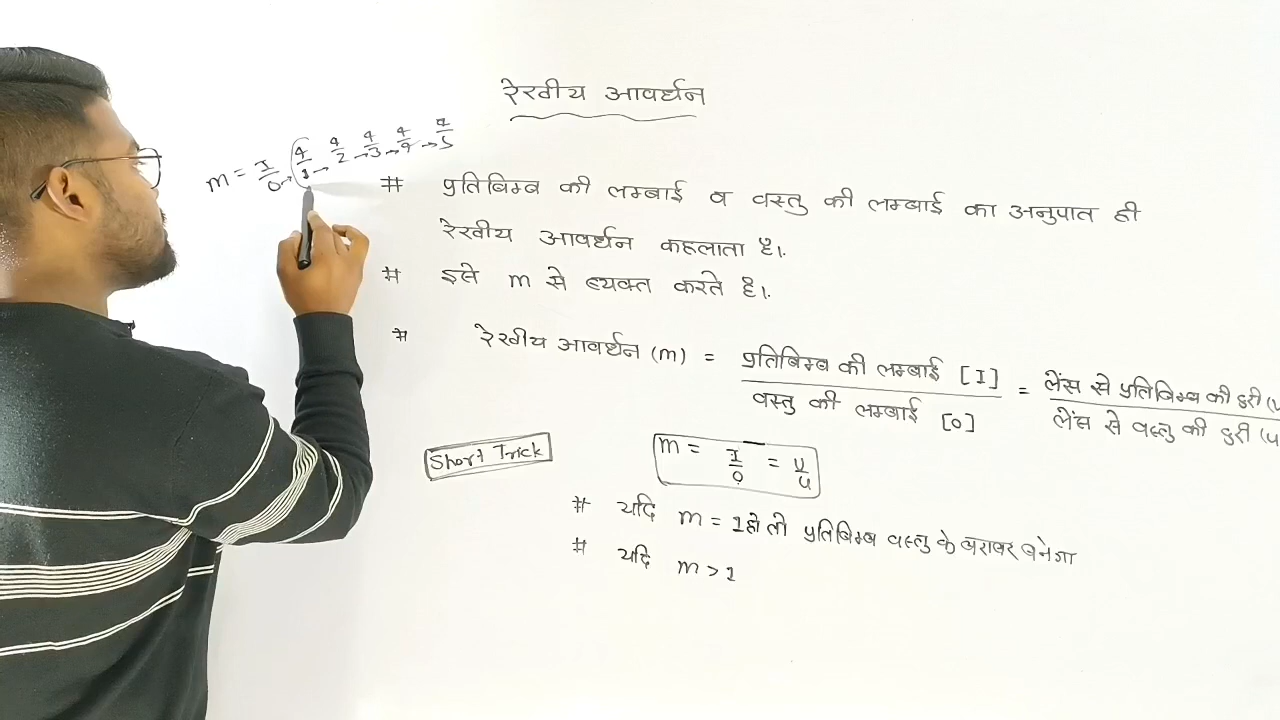 रेखीय आवर्धन
m = I/O → 4/1 → 4/2 → 4/3 → 4/4 → 4/5
# प्रतिबिम्ब की लम्बाई व वस्तु की लम्बाई का अनुपात ही
रेखीय आवर्धन कहलाता है।
# इसे m से व्यक्त करते है।
# रेखीय आवर्धन (m) = प्रतिबिम्ब की लम्बाई [I] / वस्तु की लम्बाई [O] = लेंस से प्रतिबिम्ब की दुरी / लेंस से वस्तु की दुरी (u
Short Trick
m = I/O = v/u
# यदि m = 1 हो तो प्रतिबिम्ब वस्तु के बराबर बनेगा
# यदि m > 1